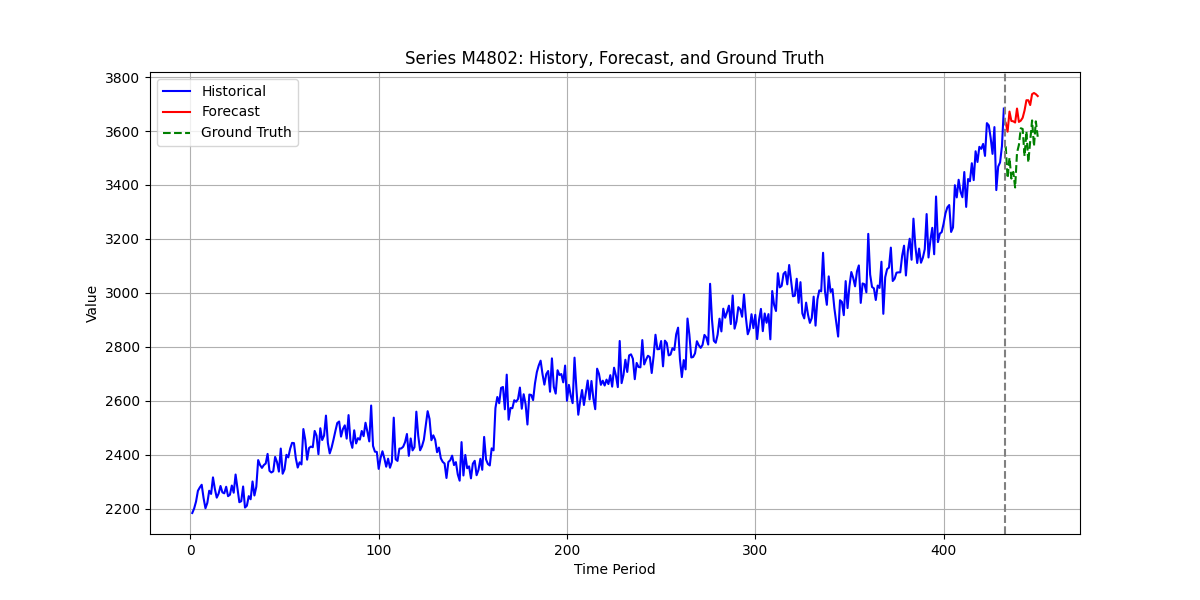 Series M4802: History, Forecast, and Ground Truth
Historical
Forecast
Ground Truth
3800
3600
3400
3200
3000
2800
2600
2400
2200
Value
0 100 200 300 400
Time Period